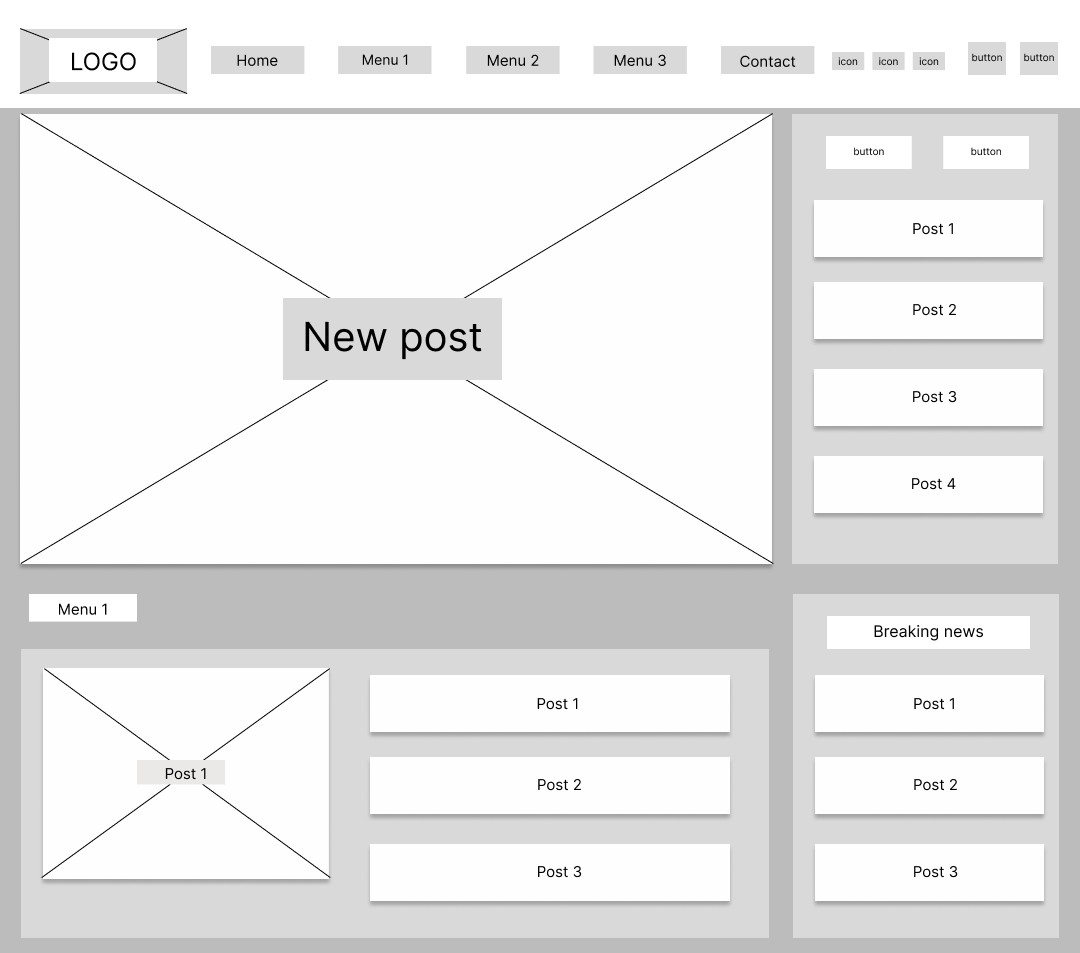 LOGO
Home
Menu 1
Menu 2
Menu 3
Contact
icon
icon
icon
button
button
New post
button
button
Post 1
Post 2
Post 3
Post 4
Menu 1
Post 1
Post 1
Post 2
Post 3
Breaking news
Post 1
Post 2
Post 3